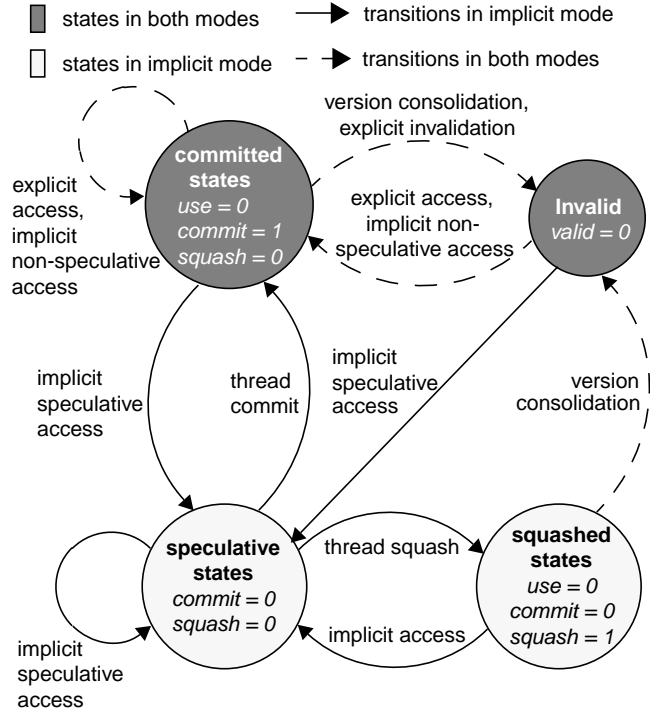 states in both modes
transitions in implicit mode
states in implicit mode
transitions in both modes
version consolidation,
explicit invalidation
committed
states
use = 0
commit = 1
squash = 0
Invalid
valid = 0
explicit access,
implicit non-
speculative access
explicit
access,
implicit
non-speculative
access
implicit
speculative
access
thread
commit
implicit
speculative
access
version
consolidation
speculative
states
commit = 0
squash = 0
thread squash
implicit access
squashed
states
use = 0
commit = 0
squash = 1
implicit
speculative
access